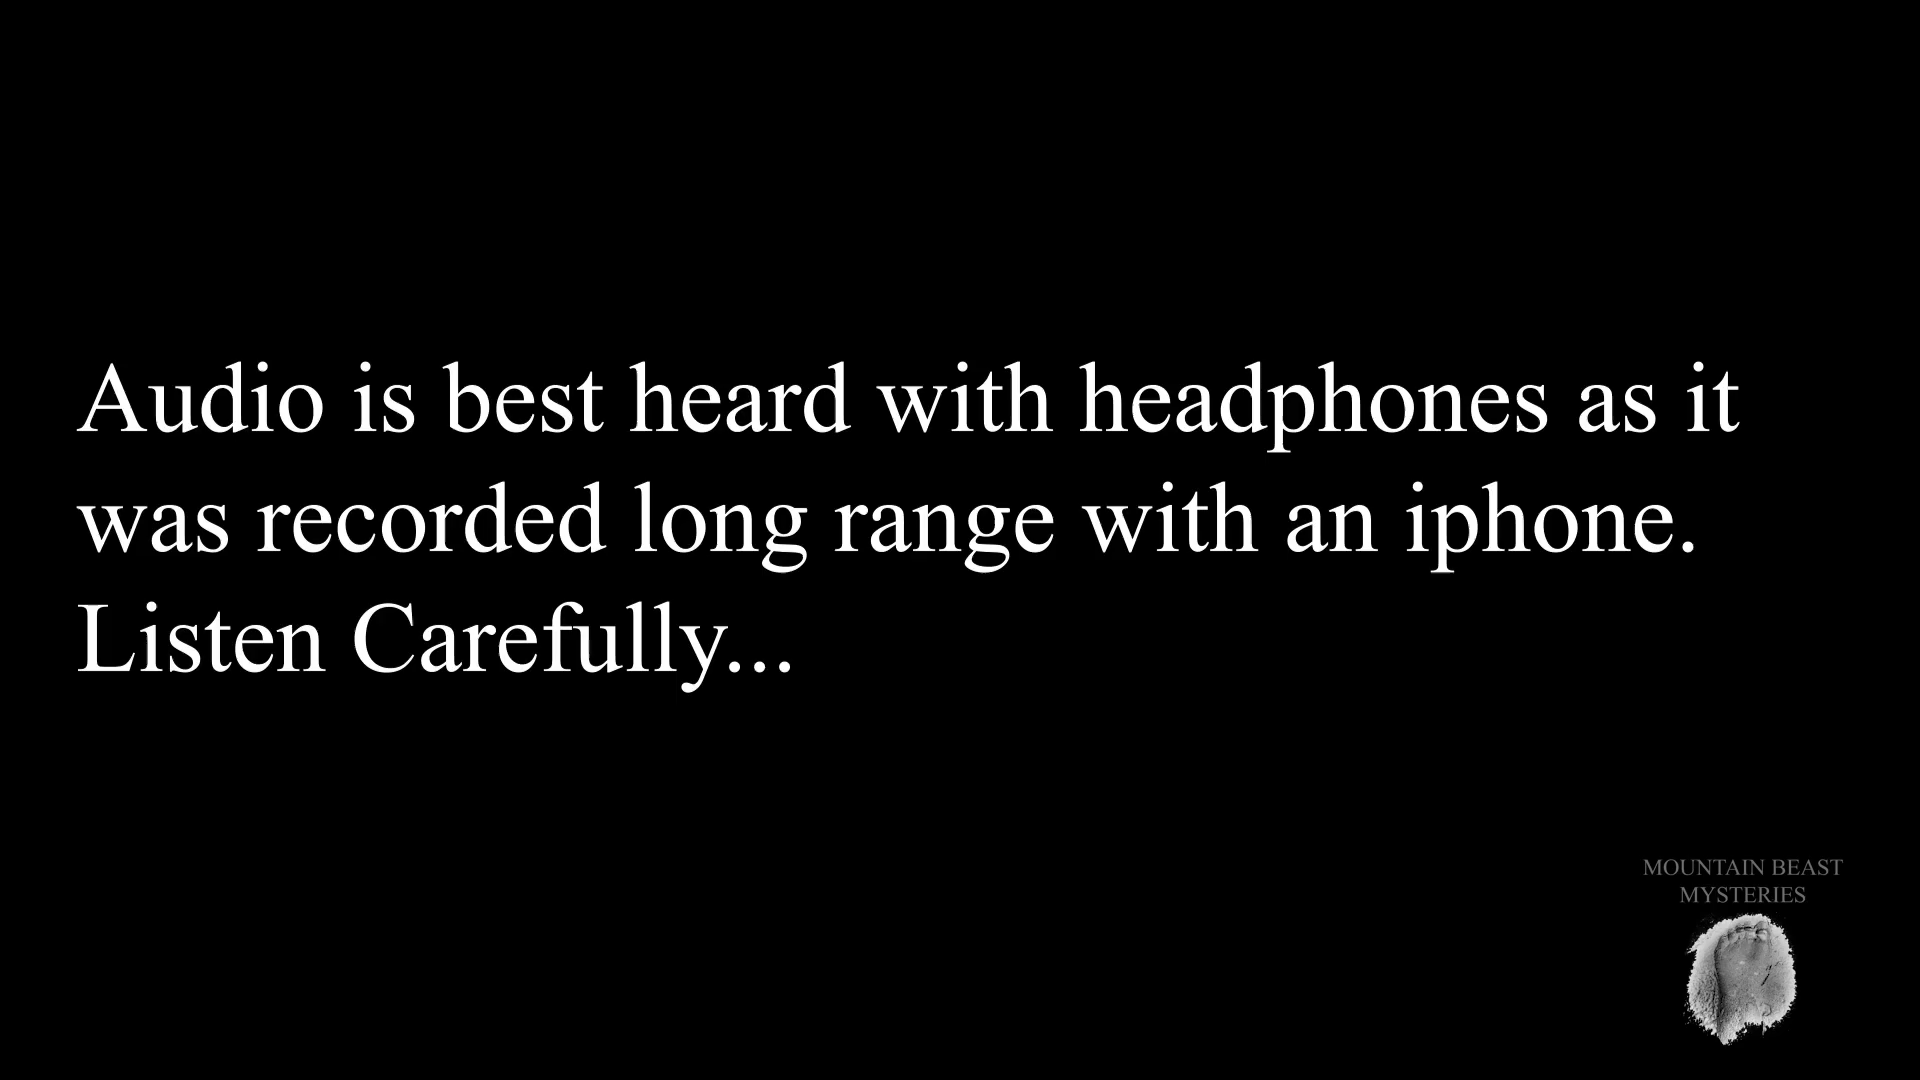 Audio is best heard with headphones as it
was recorded long range with an iphone.
Listen Carefully...
MOUNTAIN BEAST
MYSTERIES